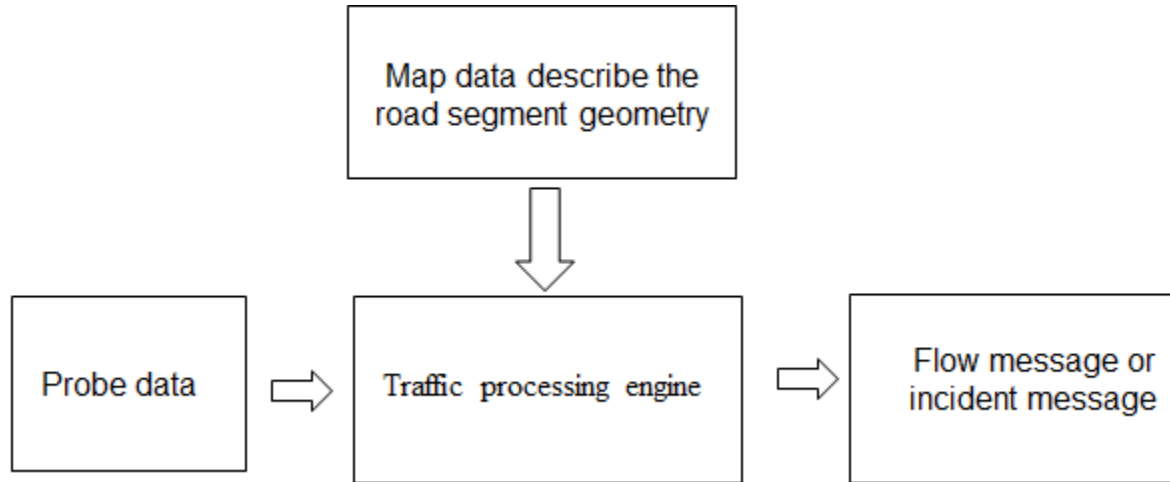 Map data describe the
road segment geometry
Probe data
Traffic processing engine
Flow message or
incident message